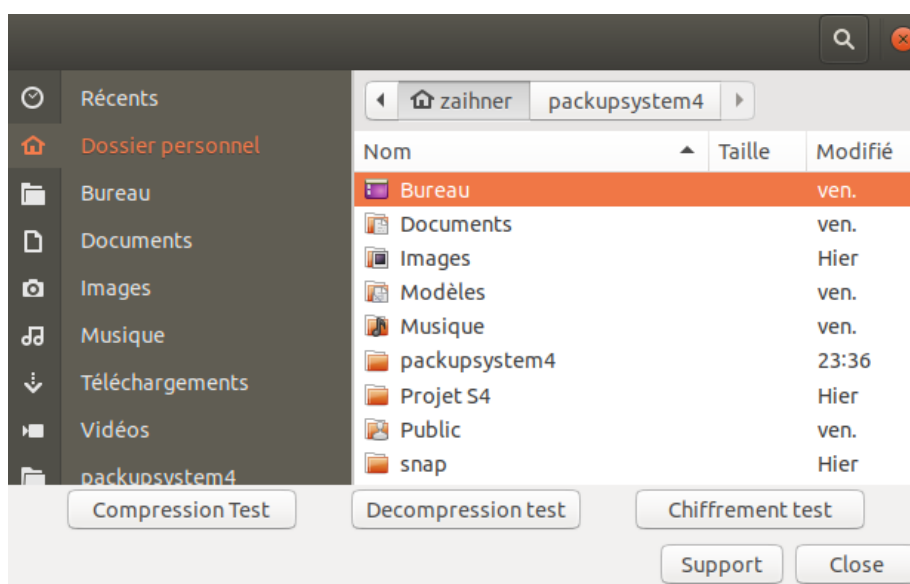 Récents
Dossier personnel
Bureau
Documents
Images
Musique
Téléchargements
Vidéos
packupsystem4
zaihner packupsystem4
Nom Taille Modifié
Bureau ven.
Documents ven.
Images Hier
Modèles ven.
Musique ven.
packupsystem4 23:36
Projet S4 Hier
Public ven.
snap Hier
Compression Test Decompression test Chiffrement test
Support Close